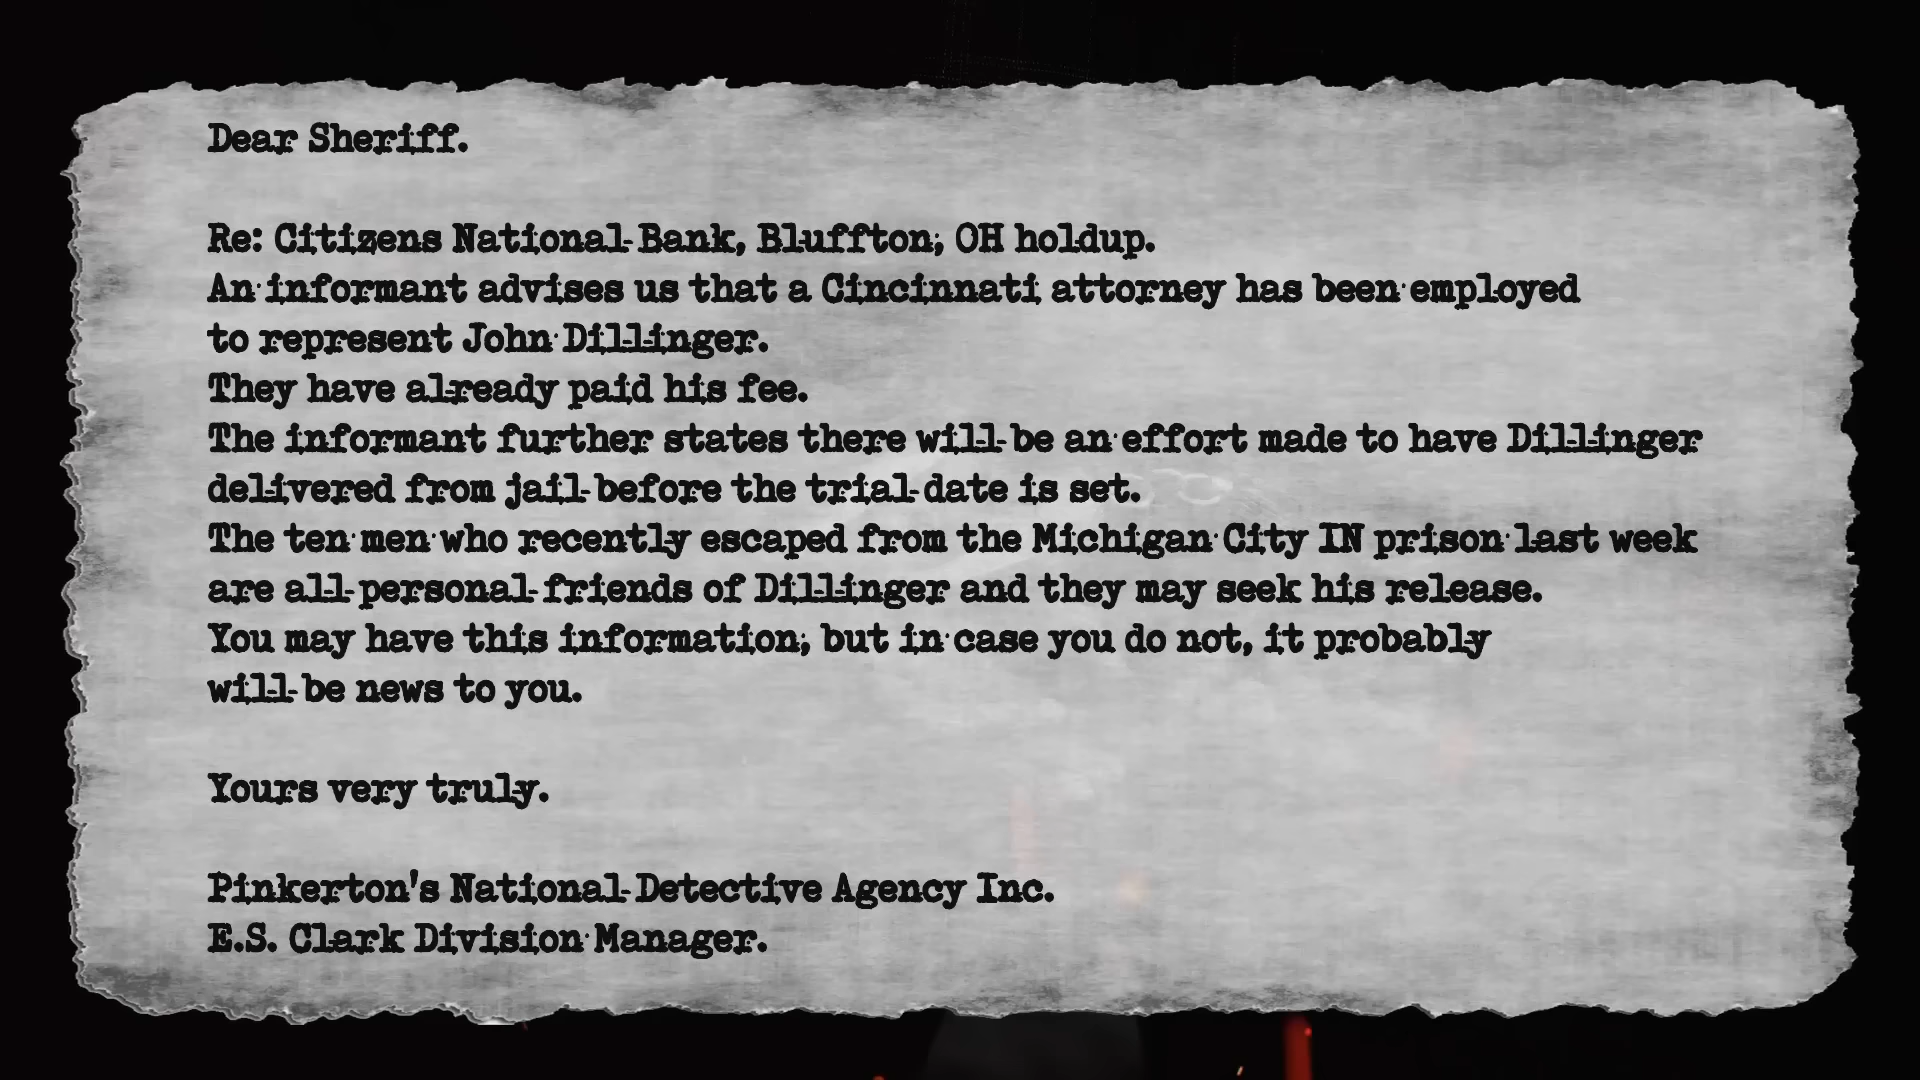 Dear Sheriff.
Re: Citizens National Bank, Bluffton, OH holdup.
An informant advises us that a Cincinnati attorney has been employed
to represent John Dillinger.
They have already paid his fee.
The informant further states there will be an effort made to have Dillinger
delivered from jail before the trial date is set.
The ten men who recently escaped from the Michigan City IN prison last week
are all personal friends of Dillinger and they may seek his release.
You may have this information, but in case you do not, it probably
will be news to you.
Yours very truly.
Pinkerton's National Detective Agency Inc.
E.S. Clark Division Manager.